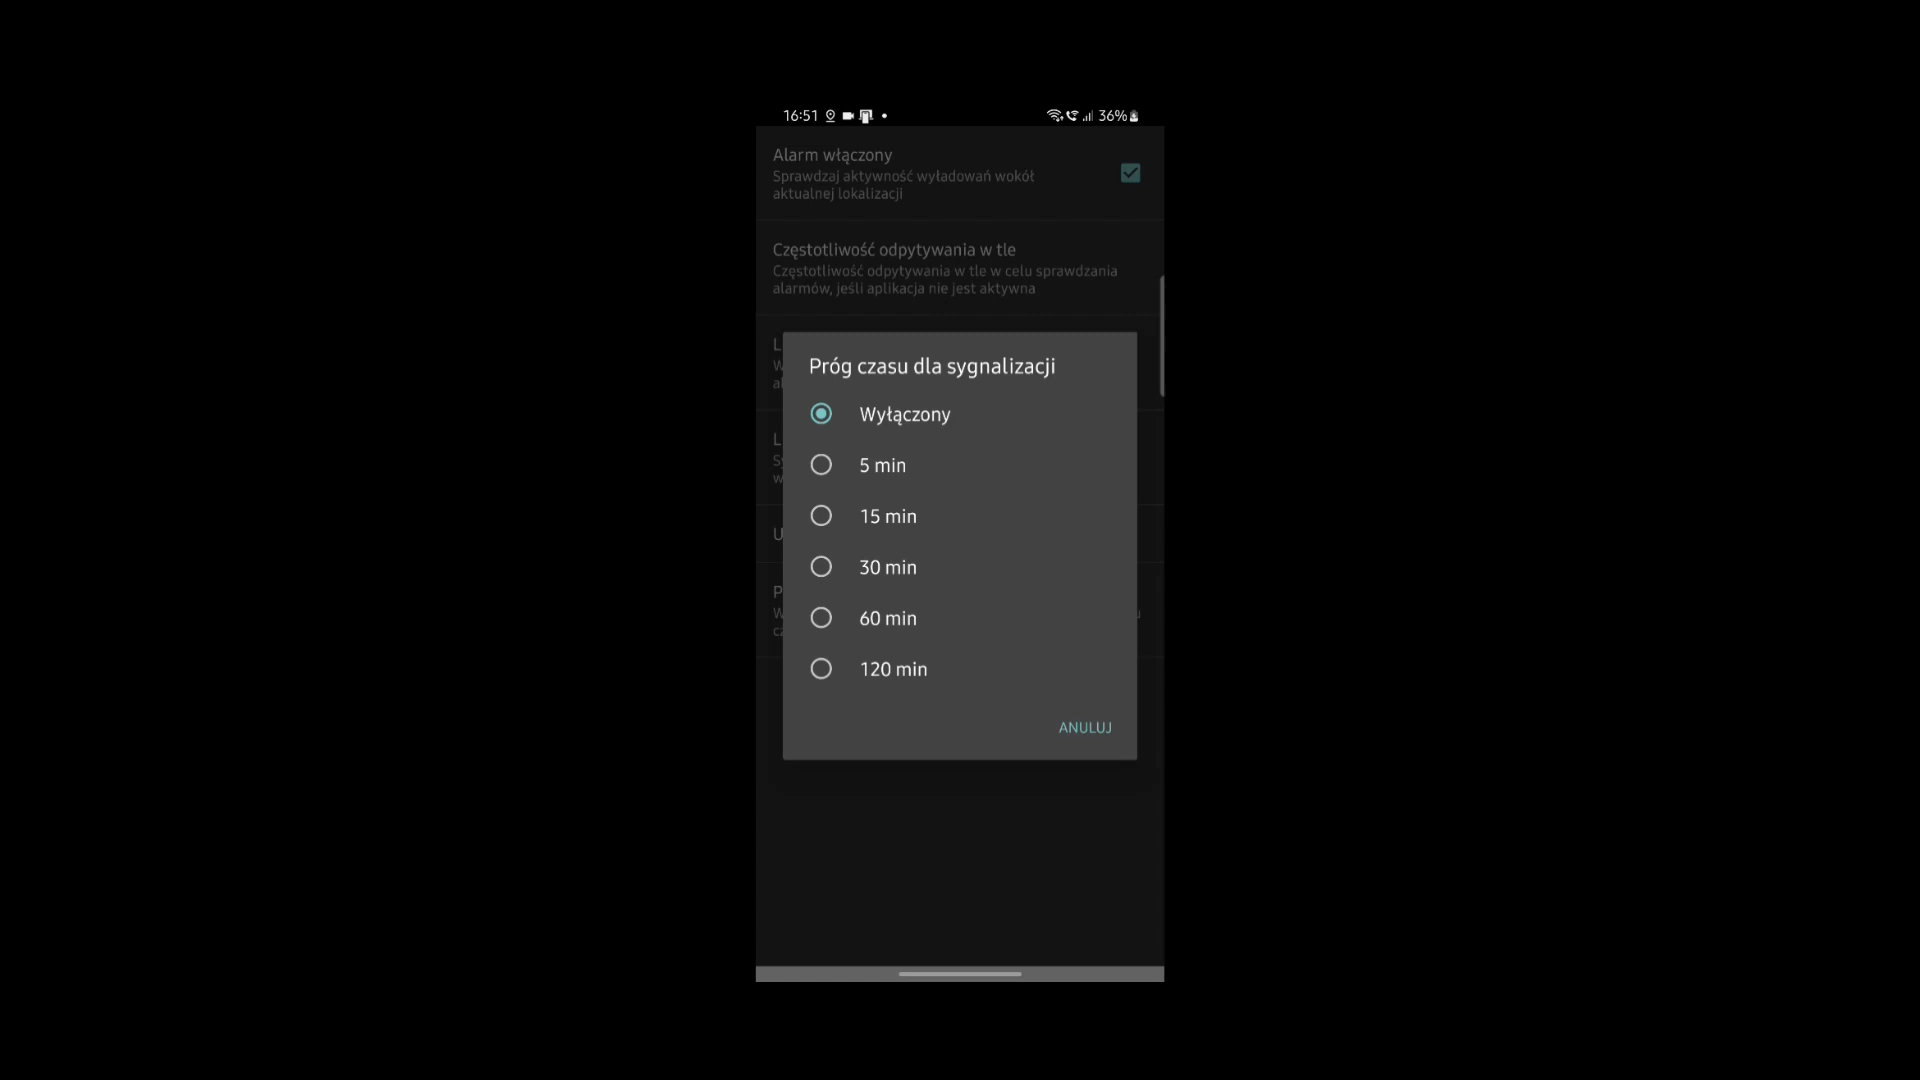 16:51
36%
Alarm włączony
Sprawdzaj aktywność wyładowań wokół
aktualnej lokalizacji
Częstotliwość odpytywania w tle
Częstotliwość odpytywania w tle w celu sprawdzania
alarmów, jeśli aplikacja nie jest aktywna
Próg czasu dla sygnalizacji
Wyłączony
5 min
15 min
30 min
60 min
120 min
ANULUJ